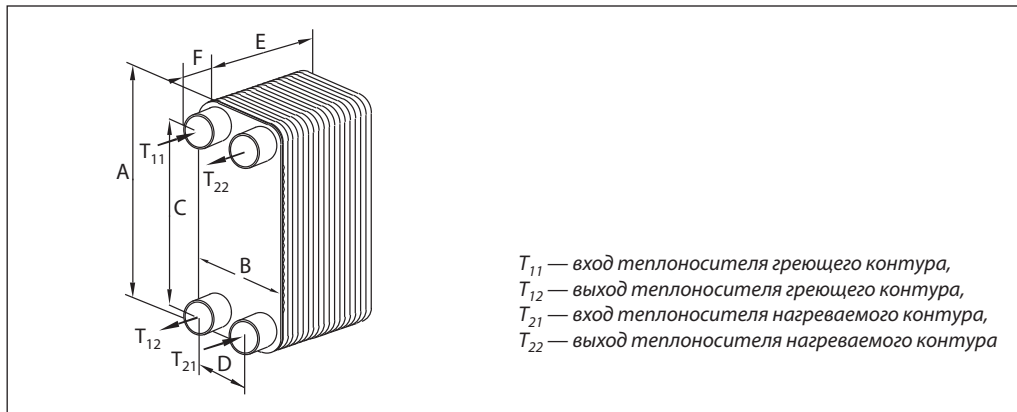 E
F
T₁₁
T₂₂
A
C
B
T₁₂
T₂₁
D
T₁₁ — вход теплоносителя греющего контура,
T₁₂ — выход теплоносителя греющего контура,
T₂₁ — вход теплоносителя нагреваемого контура,
T₂₂ — выход теплоносителя нагреваемого контура